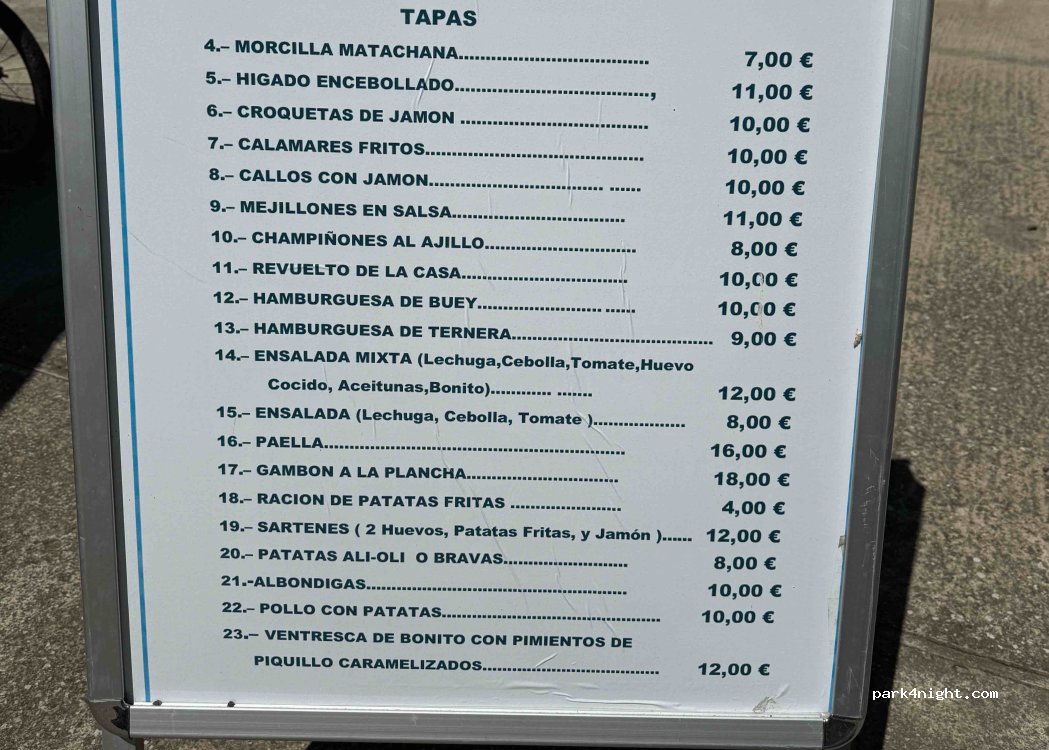 TAPAS
4.– MORCILLA MATACHANA................................................ 7,00 €
5.– HIGADO ENCEBOLLADO.................................................., 11,00 €
6.– CROQUETAS DE JAMON ................................................ 10,00 €
7.– CALAMARES FRITOS....................................................... 10,00 €
8.– CALLOS CON JAMON............................................ ...... 10,00 €
9.– MEJILLONES EN SALSA............................................ 11,00 €
10.– CHAMPIÑONES AL AJILLO...................................... 8,00 €
11.– REVUELTO DE LA CASA.......................................... 10,00 €
12.– HAMBURGUESA DE BUEY................................ ...... 10,00 €
13.– HAMBURGUESA DE TERNERA.................................................. 9,00 €
14.– ENSALADA MIXTA (Lechuga,Cebolla,Tomate,Huevo
Cocido, Aceitunas,Bonito)............ ....... 12,00 €
15.– ENSALADA (Lechuga, Cebolla, Tomate )..................... 8,00 €
16.– PAELLA............................................................................ 16,00 €
17.– GAMBON A LA PLANCHA...................................... 18,00 €
18.– RACION DE PATATAS FRITAS ........................... 4,00 €
19.– SARTENES ( 2 Huevos, Patatas Fritas, y Jamón )...... 12,00 €
20.– PATATAS ALI-OLI O BRAVAS............................... 8,00 €
21.-ALBONDIGAS................................................................. 10,00 €
22.– POLLO CON PATATAS....................................................... 10,00 €
23.– VENTRESCA DE BONITO CON PIMIENTOS DE
PIQUILLO CARAMELIZADOS............................................ 12,00 €
park4night.com